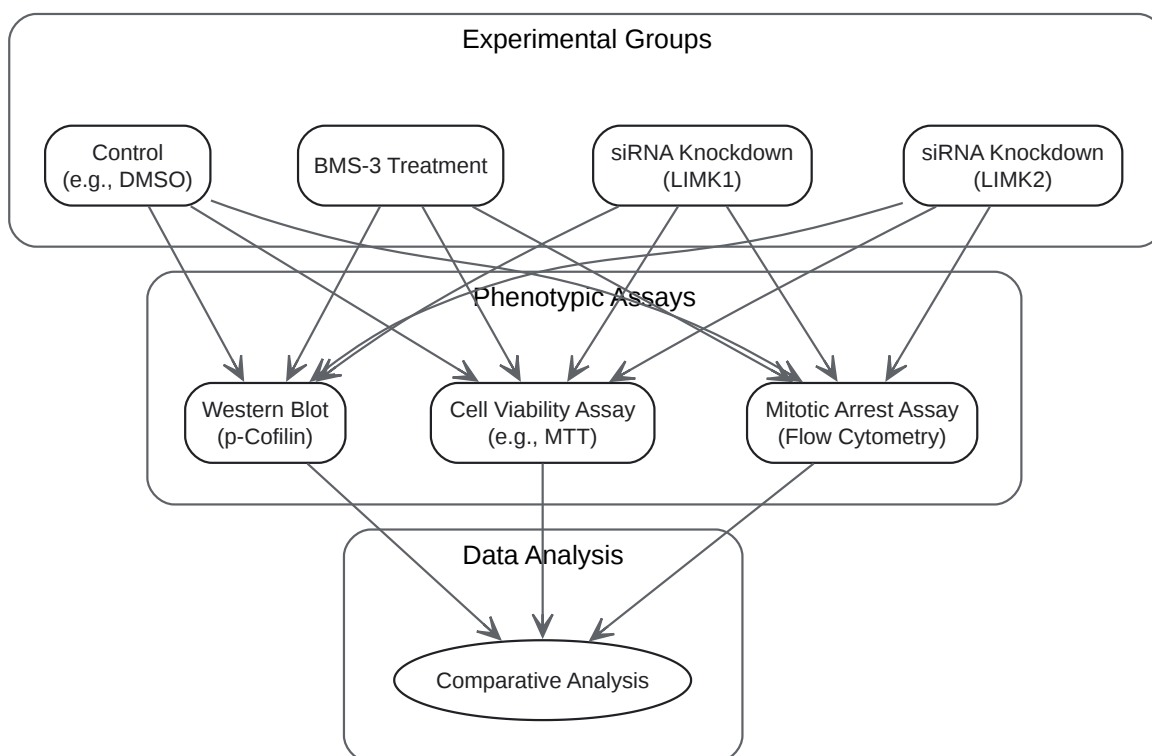 Experimental Groups
Control
(e.g., DMSO)
BMS-3 Treatment
siRNA Knockdown
(LIMK1)
siRNA Knockdown
(LIMK2)
Phenotypic Assays
Western Blot
(p-Cofilin)
Cell Viability Assay
(e.g., MTT)
Mitotic Arrest Assay
(Flow Cytometry)
Data Analysis
Comparative Analysis